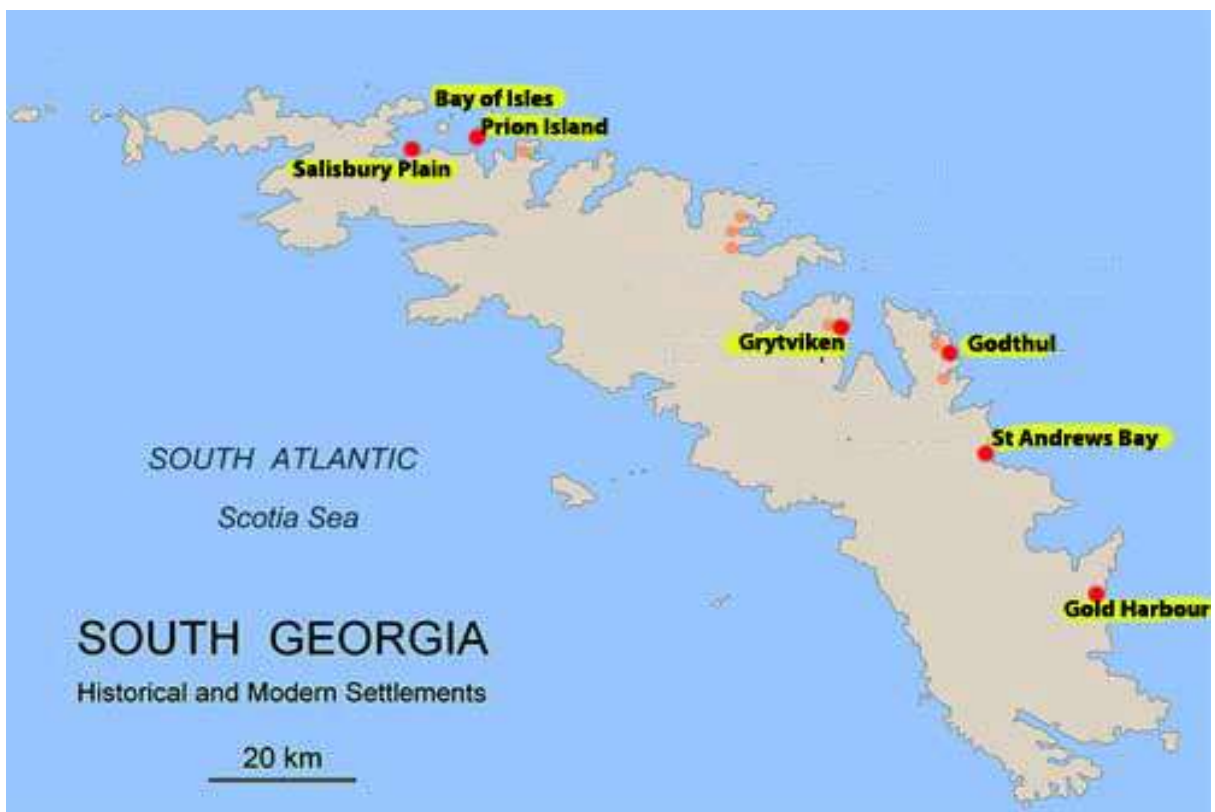 Bay of Isles
Prion Island
Salisbury Plain
Grytviken
Godthul
St Andrews Bay
SOUTH ATLANTIC
Scotia Sea
Gold Harbour
SOUTH GEORGIA
Historical and Modern Settlements
20 km